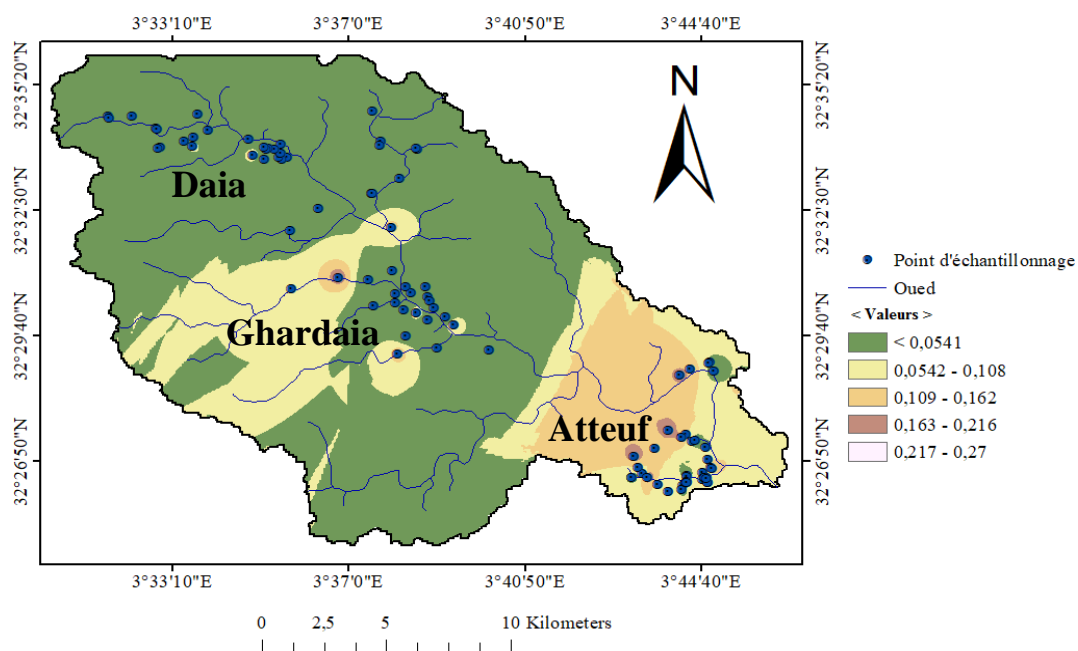 3°33'10"E 3°37'0"E 3°40'50"E 3°44'40"E
32°35'20"N 32°35'20"N
N
Daia
32°32'30"N 32°32'30"N
Point d'échantillonnage
Oued
< Valeurs >
Ghardaia
32°29'40"N 32°29'40"N
< 0,0541
0,0542 - 0,108
0,109 - 0,162
Atteuf
0,163 - 0,216
0,217 - 0,27
32°26'50"N 32°26'50"N
3°33'10"E 3°37'0"E 3°40'50"E 3°44'40"E
0 2,5 5 10 Kilometers